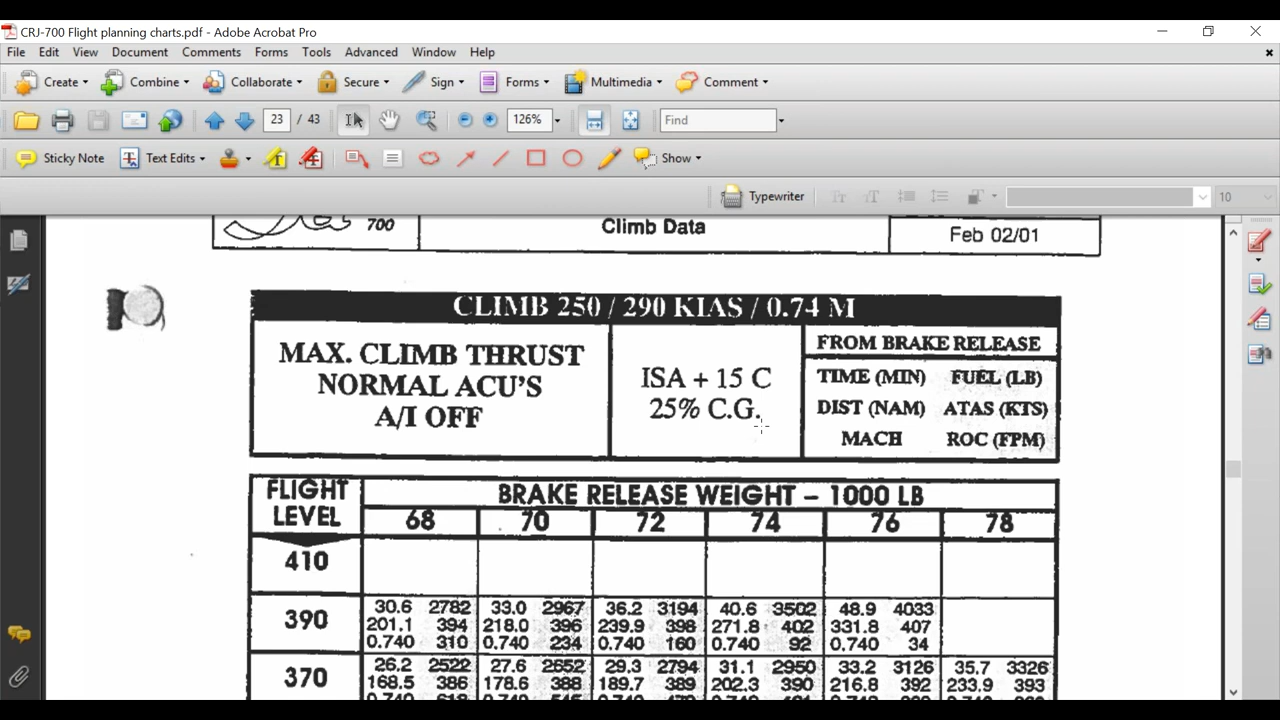 CRJ-700 Flight planning charts.pdf - Adobe Acrobat Pro
File Edit View Document Comments Forms Tools Advanced Window Help
Create Combine Collaborate Secure Sign Forms Multimedia Comment
23 / 43 126% Find
Sticky Note Text Edits Show
Typewriter 10
700 Climb Data Feb 02/01
CLIMB 250 / 290 KIAS / 0.74 M
MAX. CLIMB THRUST
NORMAL ACU'S
A/I OFF
ISA + 15 C
25% C.G.
FROM BRAKE RELEASE
TIME (MIN) FUEL (LB)
DIST (NAM) ATAS (KTS)
MACH ROC (FPM)
FLIGHT LEVEL
BRAKE RELEASE WEIGHT – 1000 LB
68 70 72 74 76 78
410
390
30.6 2782 33.0 2967 36.2 3194 40.6 3502 48.9 4033
201.1 394 218.0 396 239.9 398 271.8 402 331.8 407
0.740 310 0.740 234 0.740 160 0.740 92 0.740 34
370
26.2 2522 27.6 2652 29.3 2794 31.1 2950 33.2 3126 35.7 3326
168.5 386 178.6 388 189.7 389 202.3 390 216.8 392 233.9 393